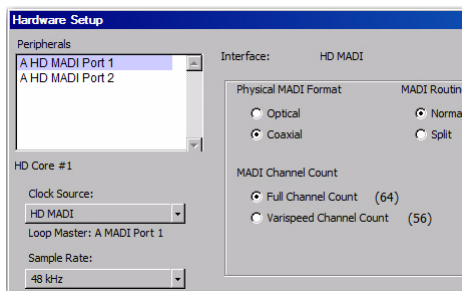 Hardware Setup
Peripherals
A HD MADI Port 1
A HD MADI Port 2
HD Core #1
Clock Source:
HD MADI
Loop Master: A MADI Port 1
Sample Rate:
48 kHz
Interface: HD MADI
Physical MADI Format
Optical
Coaxial
MADI Routin
Norma
Split
MADI Channel Count
Full Channel Count (64)
Varispeed Channel Count (56)